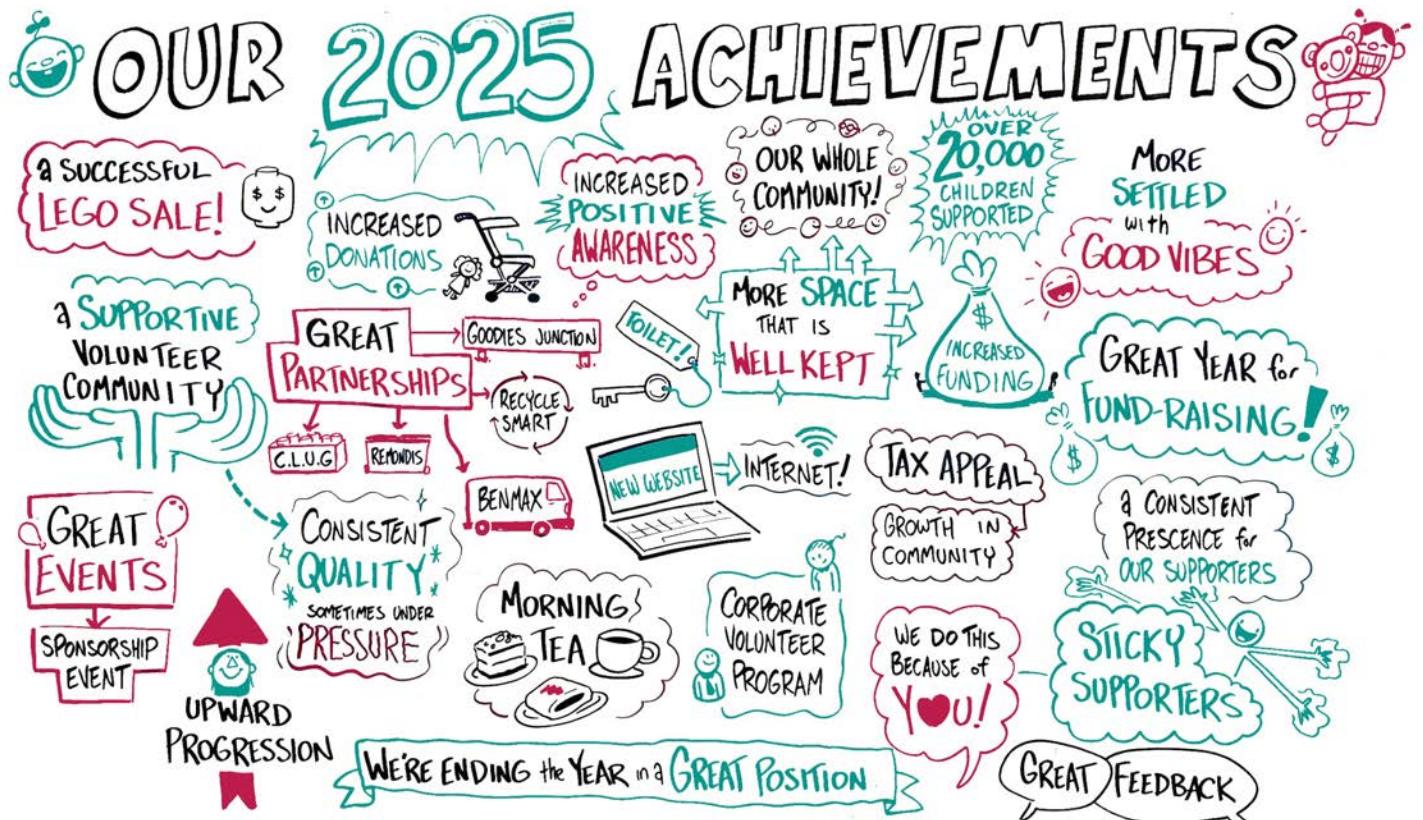 OUR 2025 ACHIEVEMENTS
a SUCCESSFUL
LEGO SALE!
$ $
INCREASED
DONATIONS
INCREASED
POSITIVE
AWARENESS
OUR WHOLE
COMMUNITY!
OVER
20,000
CHILDREN
SUPPORTED
MORE
SETTLED
with
GOOD VIBES
a SUPPORTIVE
VOLUNTEER
COMMUNITY
GREAT
PARTNERSHIPS
GOODIES JUNCTION
RECYCLE
SMART
C.L.U.G
REMONDIS
BENMAX
TOILET!
MORE SPACE
THAT IS
WELL KEPT
$
INCREASED
FUNDING
GREAT YEAR for
FUND-RAISING!
$
$
GREAT
EVENTS
SPONSORSHIP
EVENT
CONSISTENT
QUALITY
SOMETIMES UNDER
PRESSURE
NEW WEBSITE
INTERNET!
TAX APPEAL
GROWTH IN
COMMUNITY
a CONSISTENT
PRESCENCE for
OUR SUPPORTERS
UPWARD
PROGRESSION
MORNING
TEA
CORPORATE
VOLUNTEER
PROGRAM
WE DO THIS
BECAUSE of
Y♥U!
STICKY
SUPPORTERS
WE'RE ENDING the YEAR in a GREAT POSITION
GREAT FEEDBACK